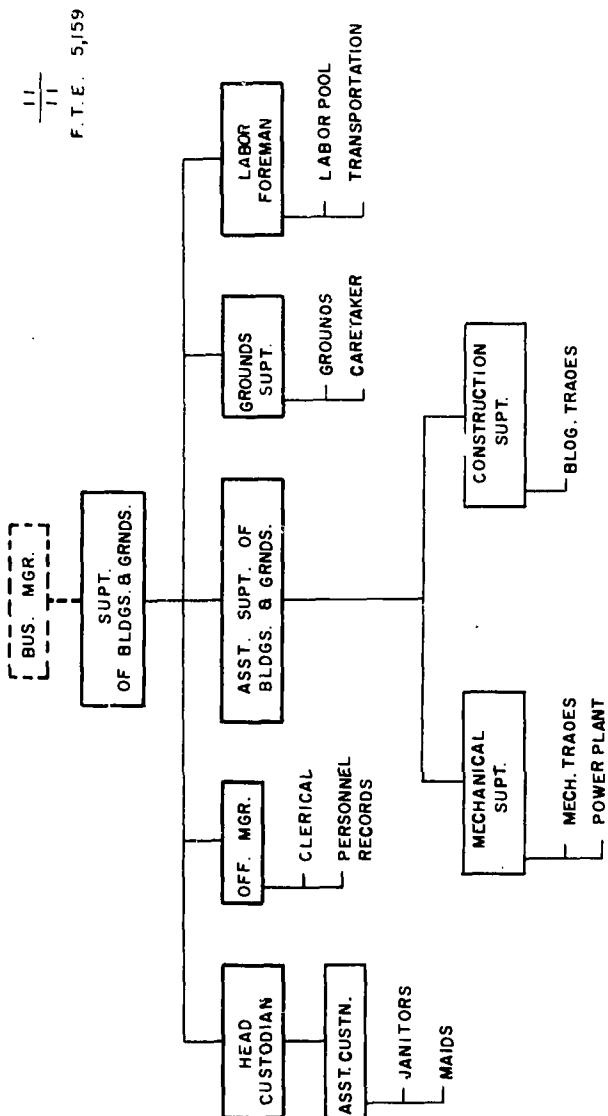 F.T.E. 5,159
BUS. MGR.
SUPT.
OF BLDGS. & GRNDS.
HEAD
CUSTODIAN
ASST. CUSTN.
JANITORS
MAIDS
OFF. MGR.
CLERICAL
PERSONNEL
RECORDS
ASST. SUPT. OF
BLDGS. & GRNDS.
GROUNDS
SUPT.
GROUNDS
CARETAKER
LABOR
FOREMAN
LABOR POOL
TRANSPORTATION
MECHANICAL
SUPT.
MECH. TRADES
POWER PLANT
CONSTRUCTION
SUPT.
BLDG. TRADES